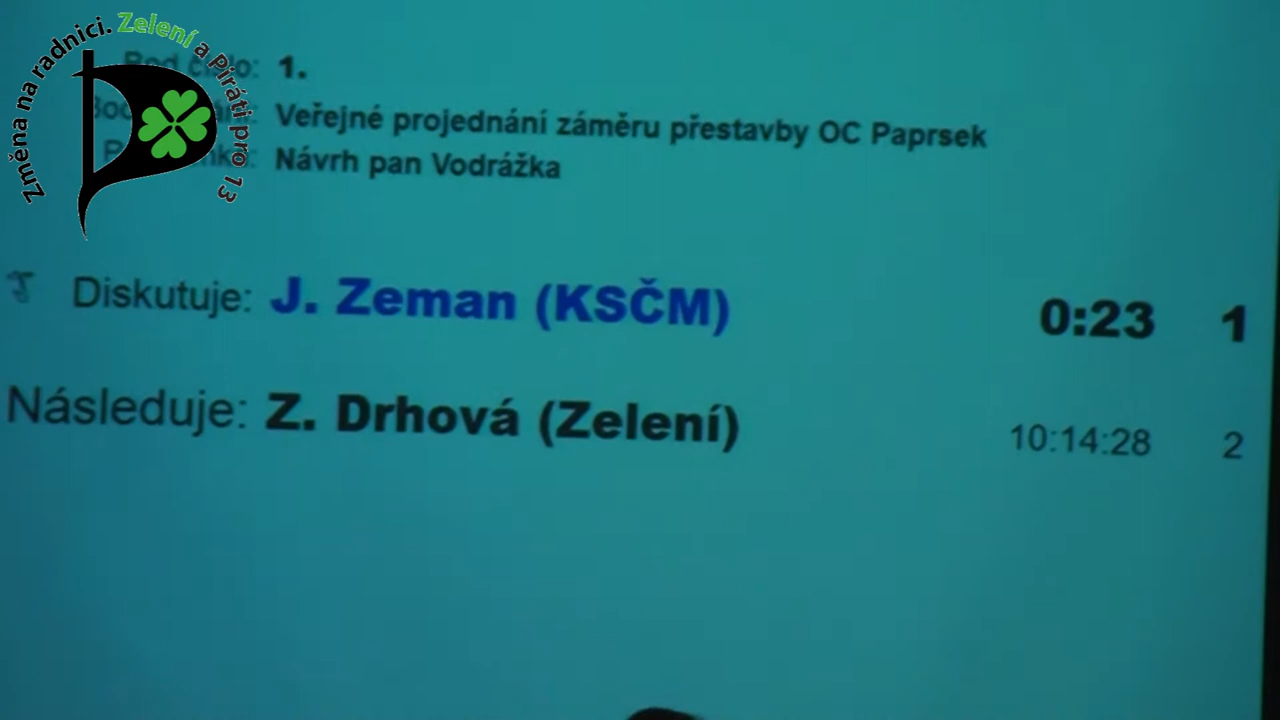 Změna na radnici. Zelení a Piráti pro 13
1.
Veřejné projednání záměru přestavby OC Paprsek
Návrh pan Vodrážka
Diskutuje: J. Zeman (KSČM) 0:23 1
Následuje: Z. Drhová (Zelení) 10:14:28 2